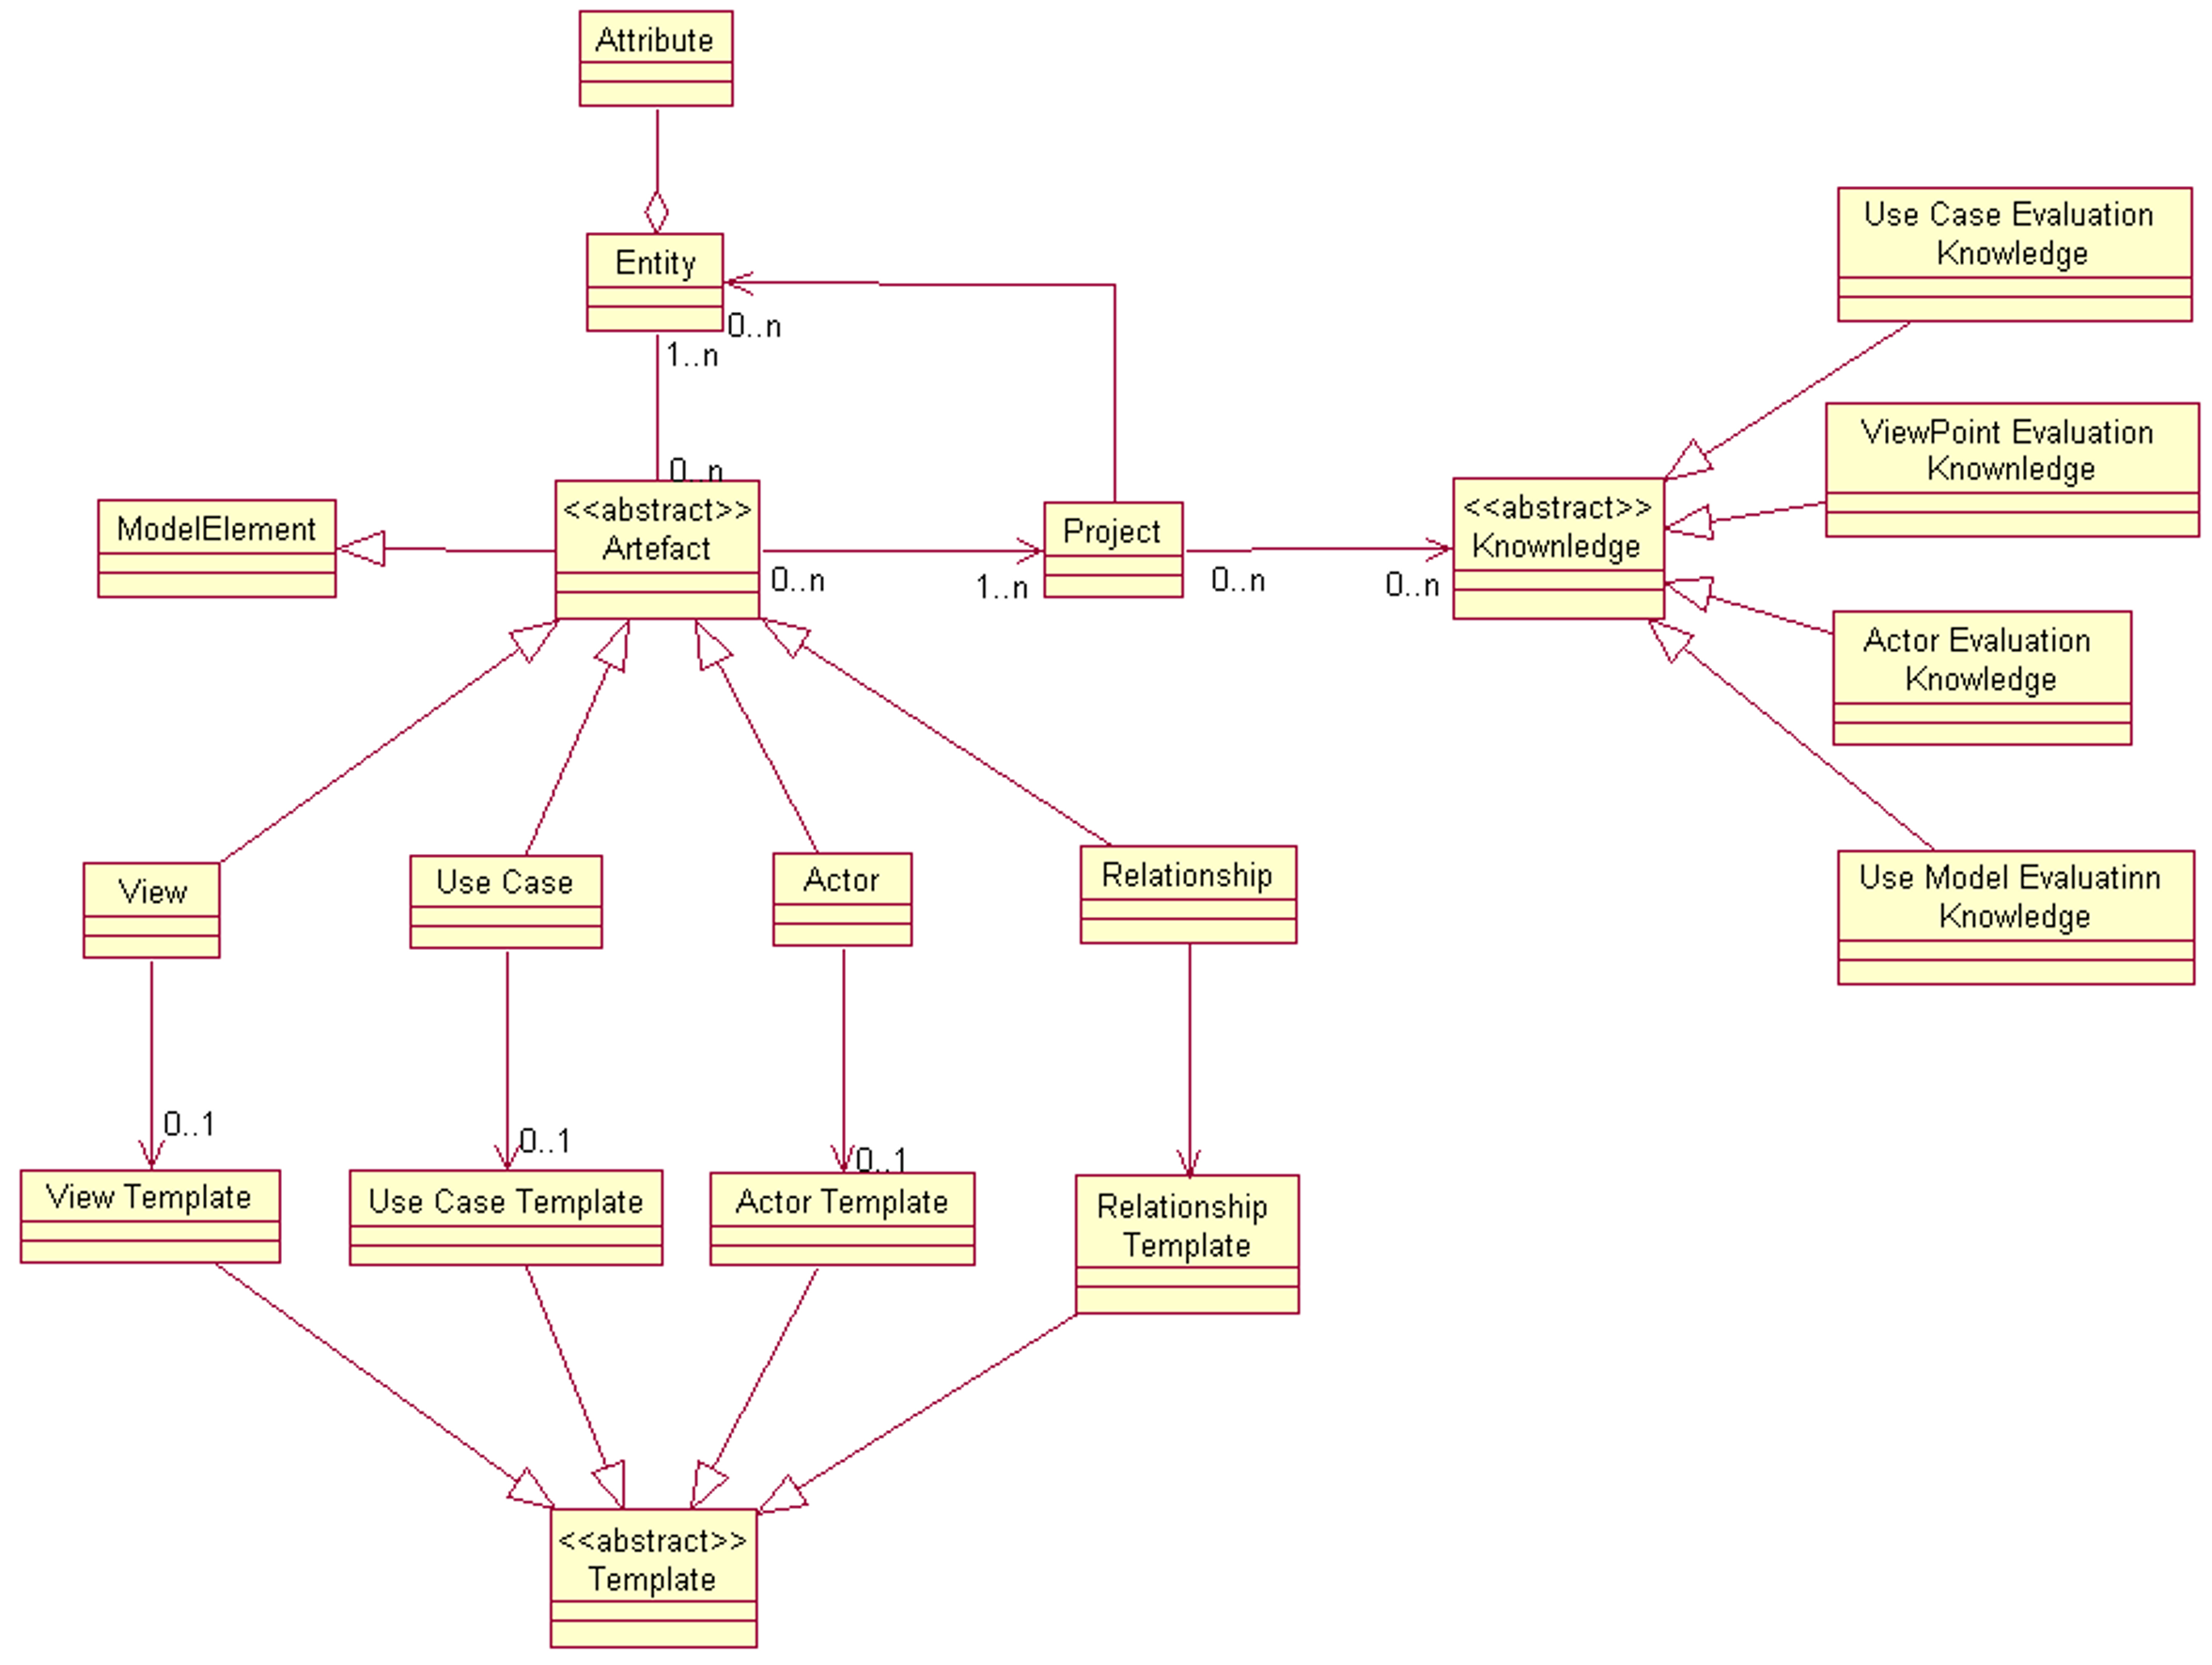 Attribute
Entity
0..n
1..n
0..n
ModelElement
<<abstract>>
Artefact
0..n
1..n
Project
0..n
0..n
<<abstract>>
Knownledge
Use Case Evaluation
Knowledge
ViewPoint Evaluation
Knownledge
Actor Evaluation
Knowledge
Use Model Evaluatinn
Knowledge
View
Use Case
Actor
Relationship
0..1
0..1
0..1
View Template
Use Case Template
Actor Template
Relationship
Template
<<abstract>>
Template